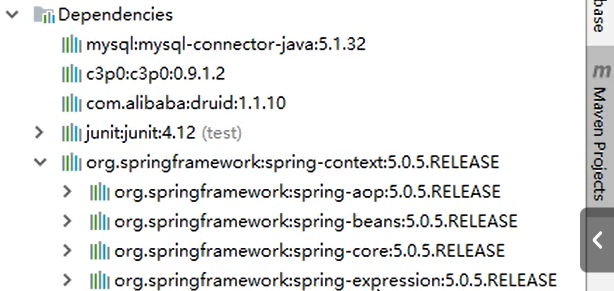 Dependencies
mysql:mysql-connector-java:5.1.32
c3p0:c3p0:0.9.1.2
com.alibaba:druid:1.1.10
junit:junit:4.12 (test)
org.springframework:spring-context:5.0.5.RELEASE
org.springframework:spring-aop:5.0.5.RELEASE
org.springframework:spring-beans:5.0.5.RELEASE
org.springframework:spring-core:5.0.5.RELEASE
org.springframework:spring-expression:5.0.5.RELEASE
base
m Maven Projects